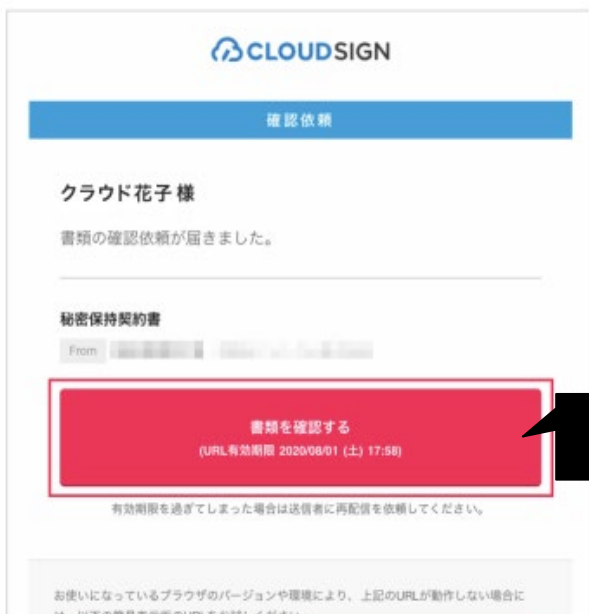 CLOUDSIGN
確認依頼
クラウド花子 様
書類の確認依頼が届きました。
秘密保持契約書
From
書類を確認する
(URL有効期限 2020/08/01 (土) 17:58)
有効期限を過ぎてしまった場合は送信者に再配信を依頼してください。
お使いになっているブラウザのバージョンや環境により、上記のURLが動作しない場合に